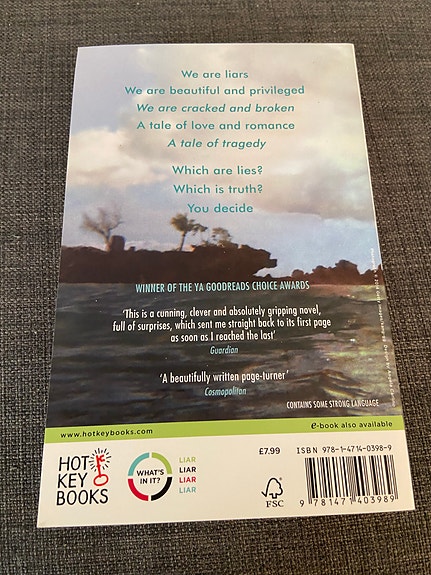 We are liars
We are beautiful and privileged
We are cracked and broken
A tale of love and romance
A tale of tragedy
Which are lies?
Which is truth?
You decide
WINNER OF THE YA GOODREADS CHOICE AWARDS
'This is a cunning, clever and absolutely gripping novel,
full of surprises, which sent me straight back to its first page
as soon as I reached the last'
Guardian
'A beautifully written page-turner'
Cosmopolitan
CONTAINS SOME STRONG LANGUAGE
www.hotkeybooks.com
e-book also available
HOT
KEY
BOOKS
WHAT'S
IN IT?
LIAR
LIAR
LIAR
LIAR
£7.99
FSC
ISBN 978-1-4714-0398-9
9 781471 403989